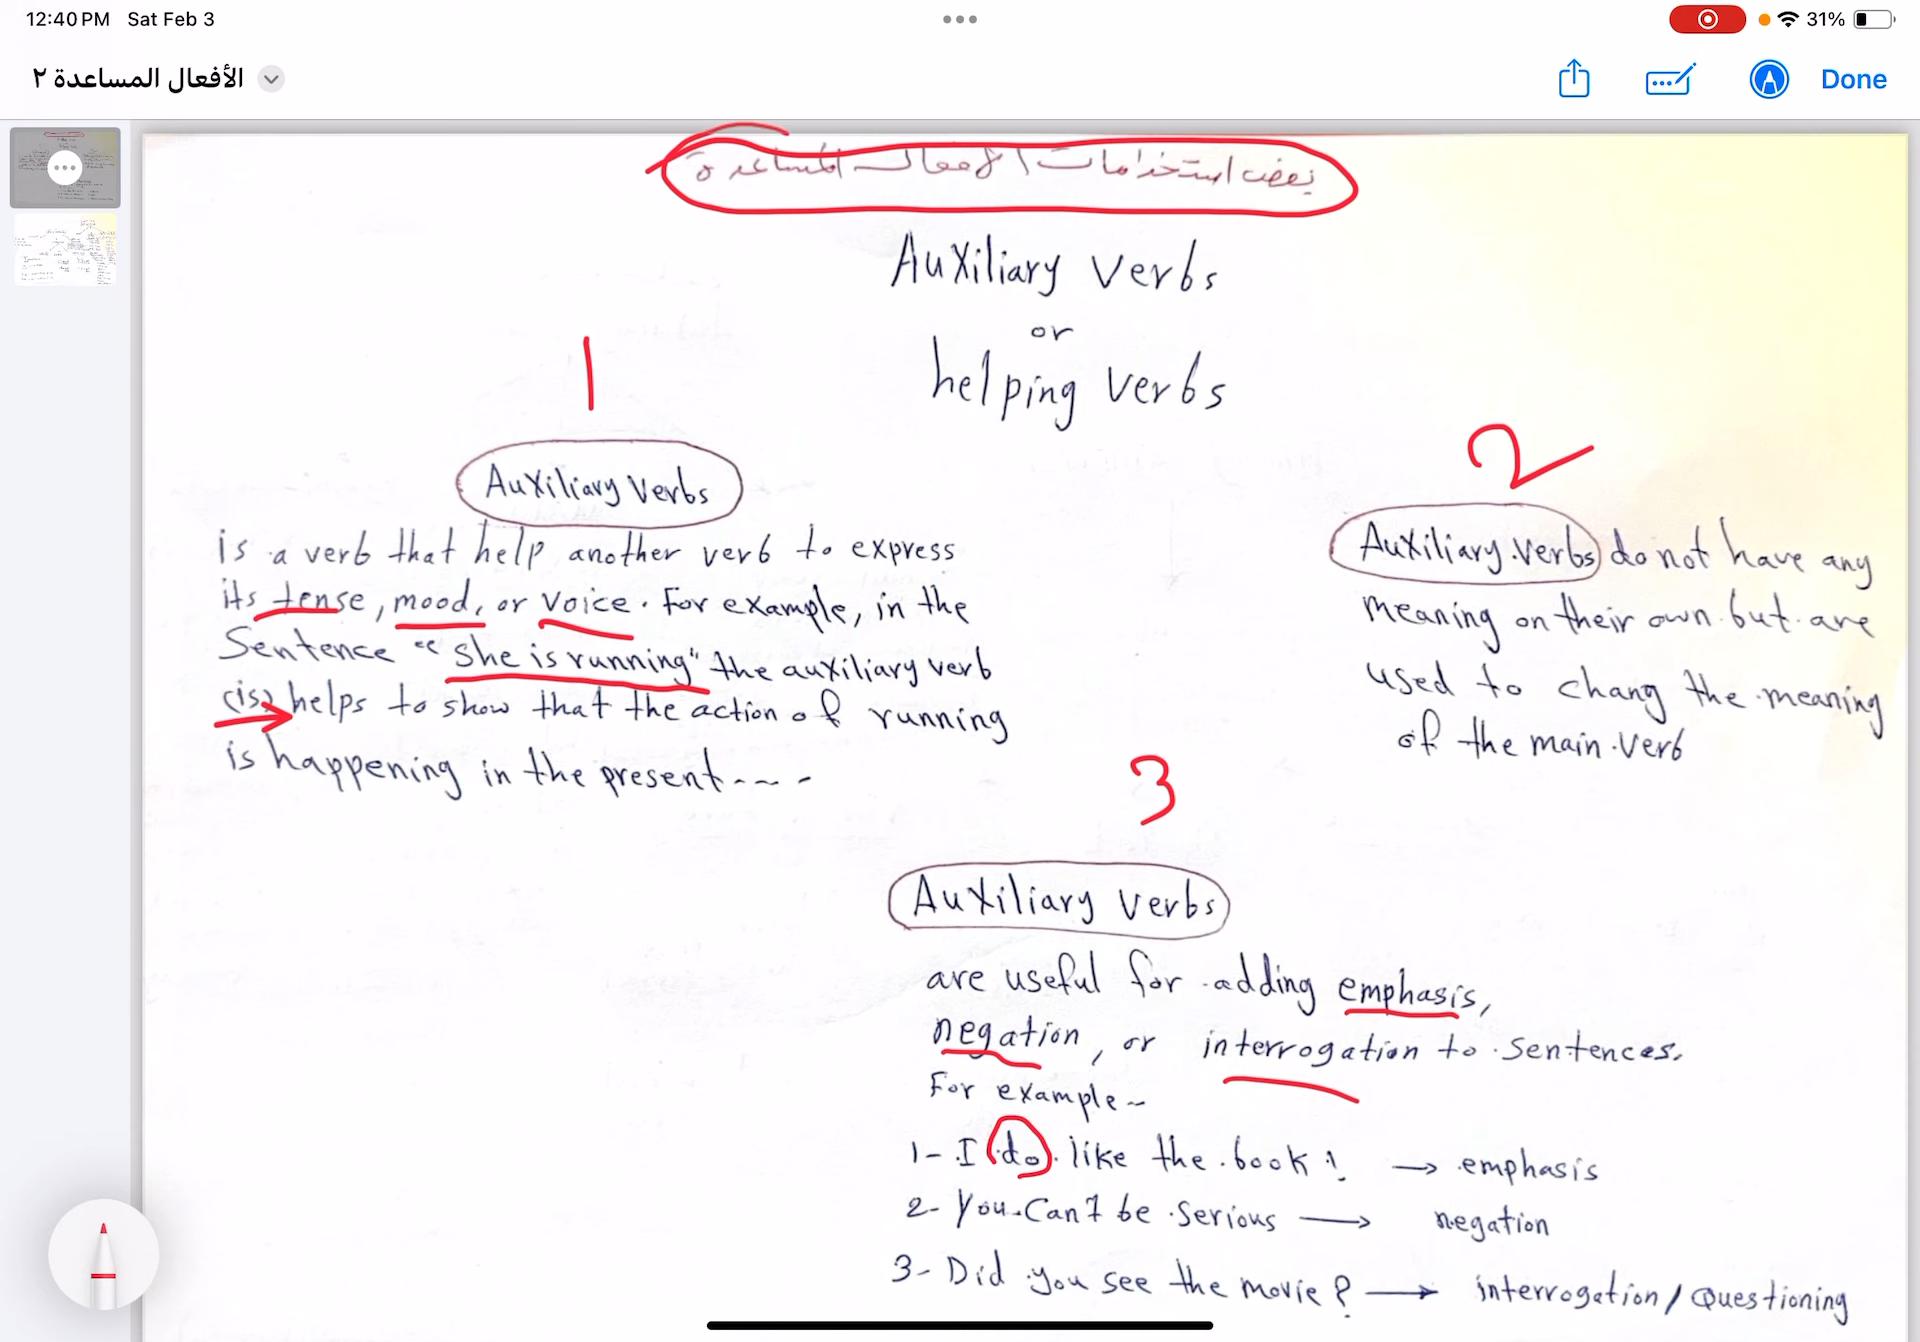 12:40 PM Sat Feb 3
31%
الأفعال المساعدة ٢
Done
بعض استخدامات الأفعال المساعدة
Auxiliary verbs
or
helping verbs
1
Auxiliary Verbs
is a verb that help another verb to express
its tense, mood, or voice. For example, in the
Sentence "She is running" the auxiliary verb
(is) helps to show that the action of running
is happening in the present----
2
Auxiliary verbs do not have any
meaning on their own but are
used to chang the meaning
of the main verb
3
Auxiliary verbs
are useful for adding emphasis,
negation, or interrogation to sentences.
For example-
1- I do like the book! → emphasis
2- You Can't be serious → negation
3- Did you see the movie? → interrogation/Questioning